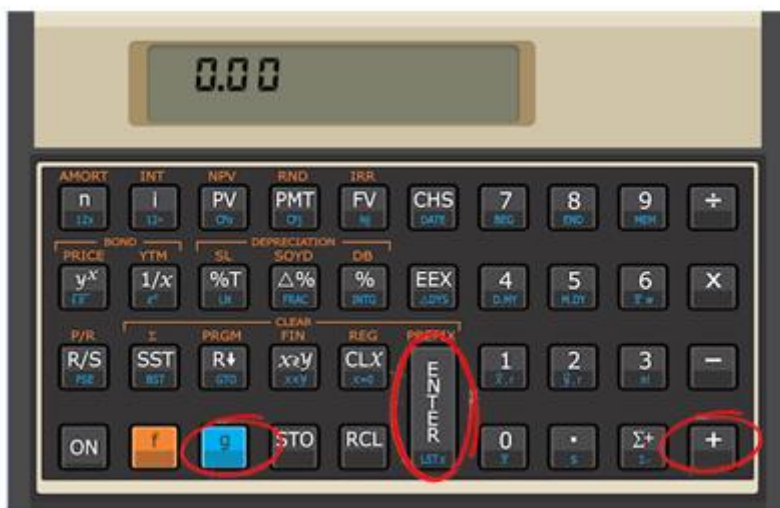 0.00
AMORT INT NPV RND IRR
n i PV PMT FV CHS 7 8 9 ÷
12x 12÷ CFo CFj Nj DATE BEG END MEM
BOND DEPRECIATION
PRICE YTM SL SOYD DB
yˣ 1/x %T △% % EEX 4 5 6 ×
LN FRAC INTG △DYS D.MY M.DY
CLEAR
P/R Σ PRGM FIN REG PREFIX
R/S SST R↓ x≷y CLX ENTER 1 2 3 −
PSE BST GTO x≤y x=0 n!
ON f g STO RCL 0 · Σ+ +
LSTx